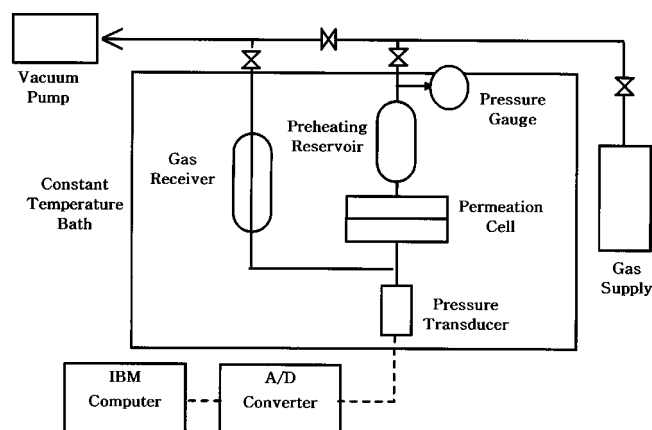 Vacuum
Pump
Pressure
Gauge
Preheating
Reservoir
Gas
Receiver
Constant
Temperature
Bath
Permeation
Cell
Gas
Supply
Pressure
Transducer
IBM
Computer
A/D
Converter